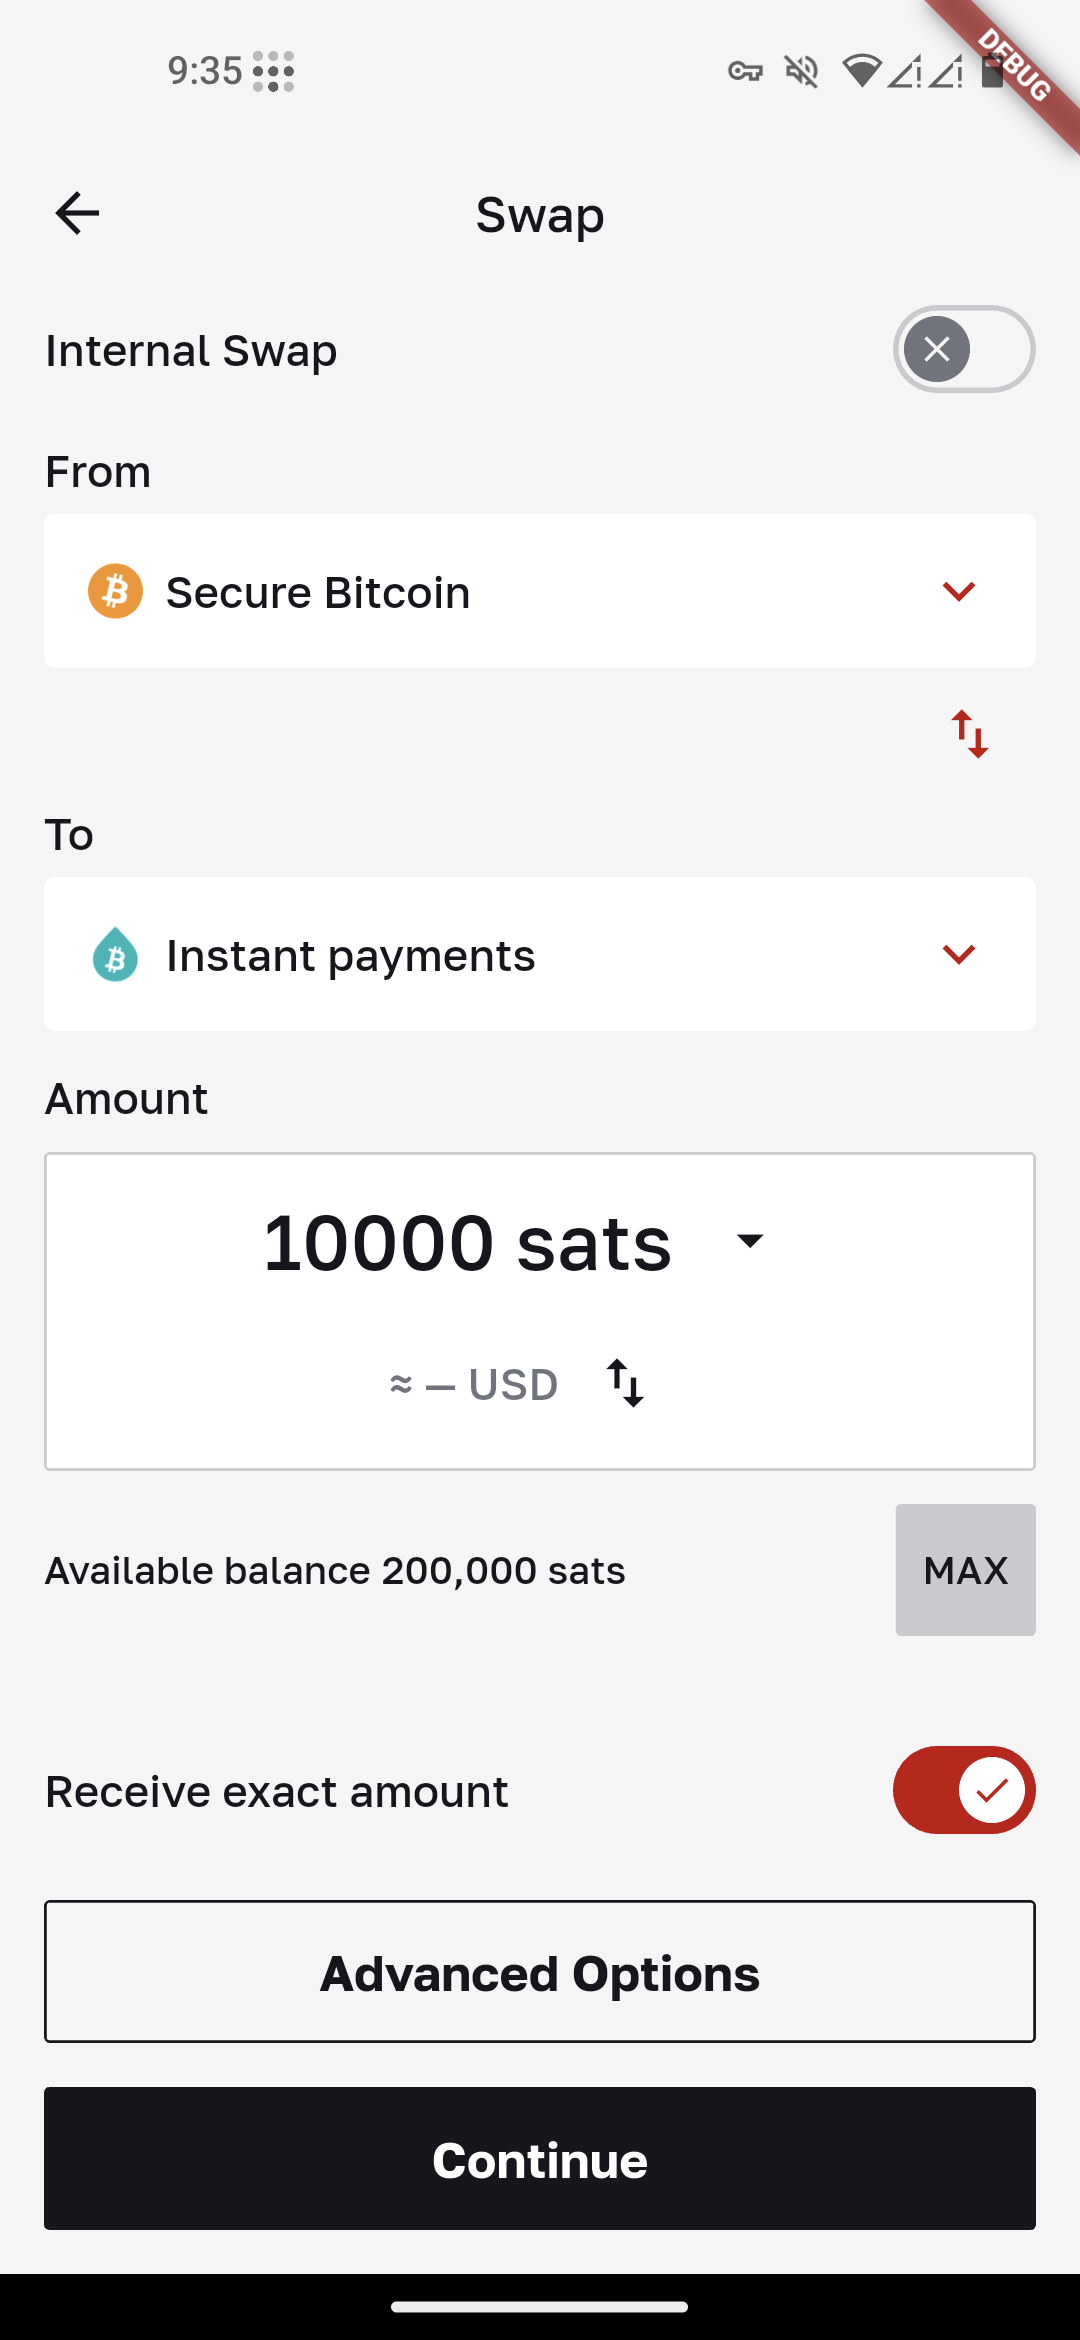 9:35
DEBUG
Swap
Internal Swap
From
Secure Bitcoin
To
Instant payments
Amount
10000 sats
≈ — USD
Available balance 200,000 sats
MAX
Receive exact amount
Advanced Options
Continue